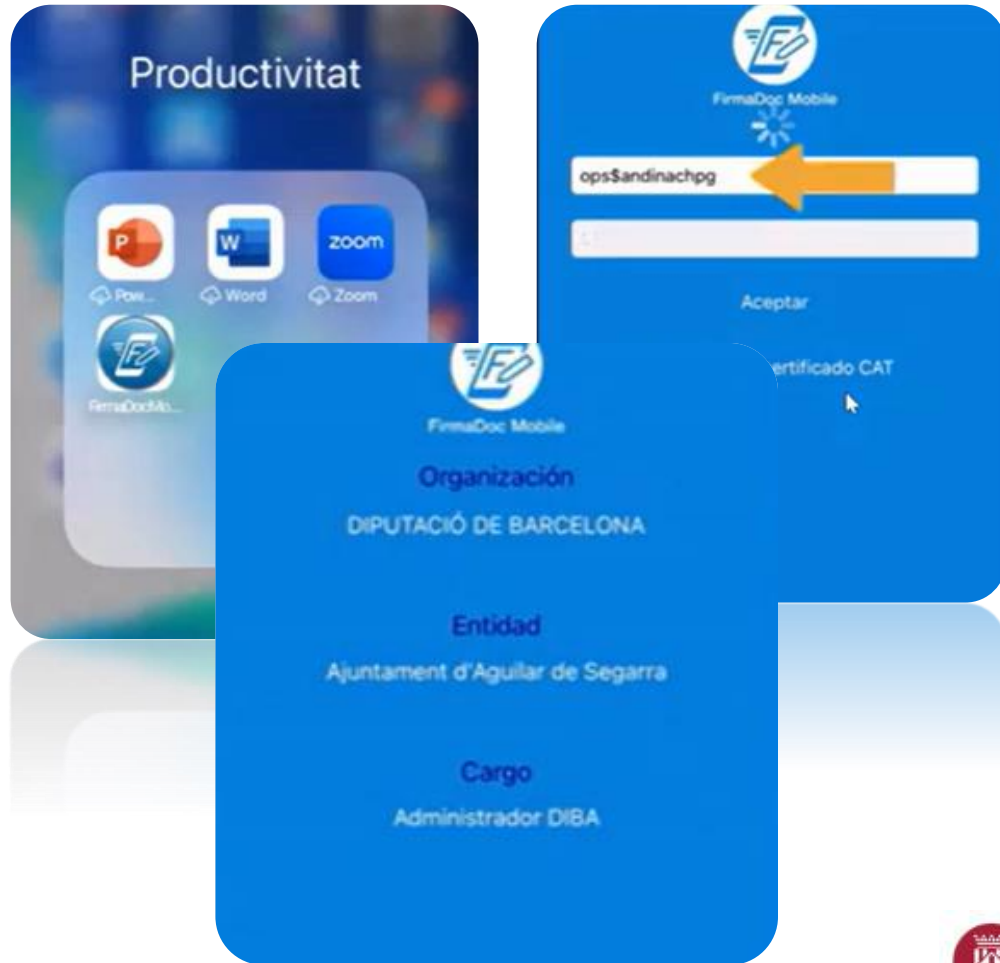 Productivitat
P
W
zoom
Pow...
Word
Zoom
FirmaDocMo...
FirmaDoc Mobile
ops$andinachpg
Aceptar
ertificado CAT
FirmaDoc Mobile
Organización
DIPUTACIÓ DE BARCELONA
Entidad
Ajuntament d'Aguilar de Segarra
Cargo
Administrador DIBA